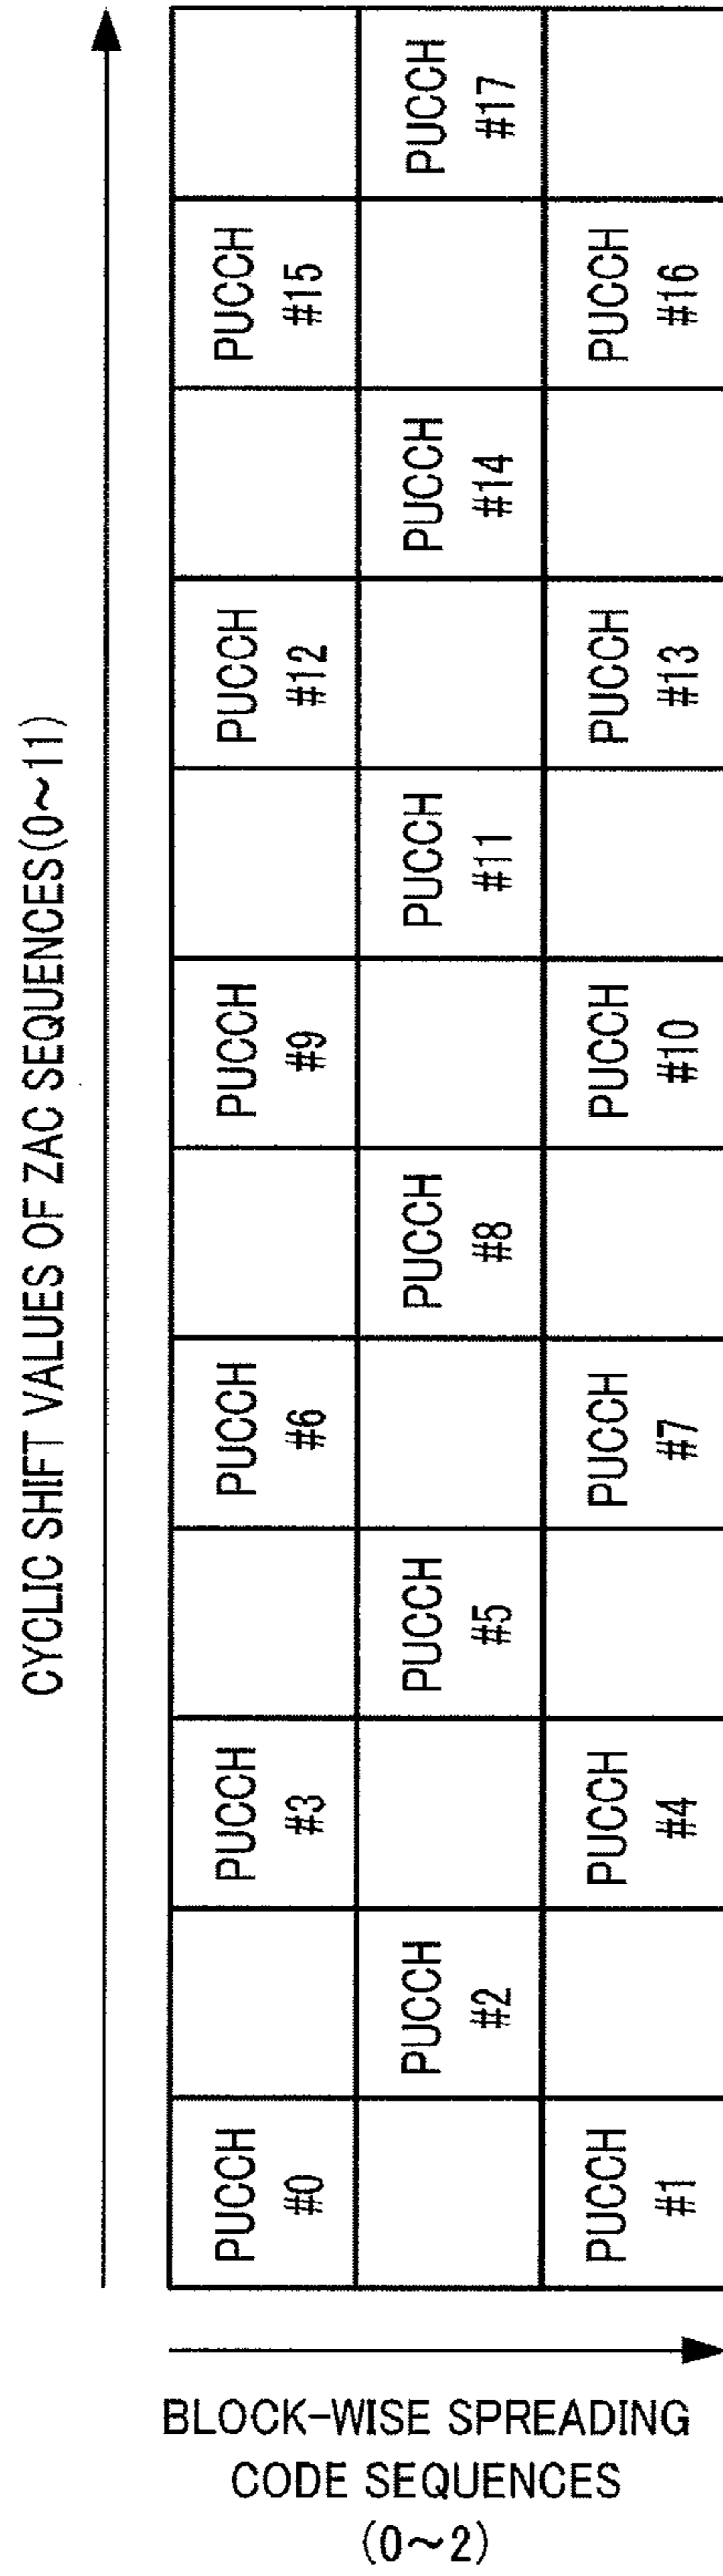 CYCLIC SHIFT VALUES OF ZAC SEQUENCES(0~11)
BLOCK-WISE SPREADING
CODE SEQUENCES
(0~2)
PUCCH
#0
PUCCH
#3
PUCCH
#6
PUCCH
#9
PUCCH
#12
PUCCH
#15
PUCCH
#2
PUCCH
#5
PUCCH
#8
PUCCH
#11
PUCCH
#14
PUCCH
#17
PUCCH
#1
PUCCH
#4
PUCCH
#7
PUCCH
#10
PUCCH
#13
PUCCH
#16